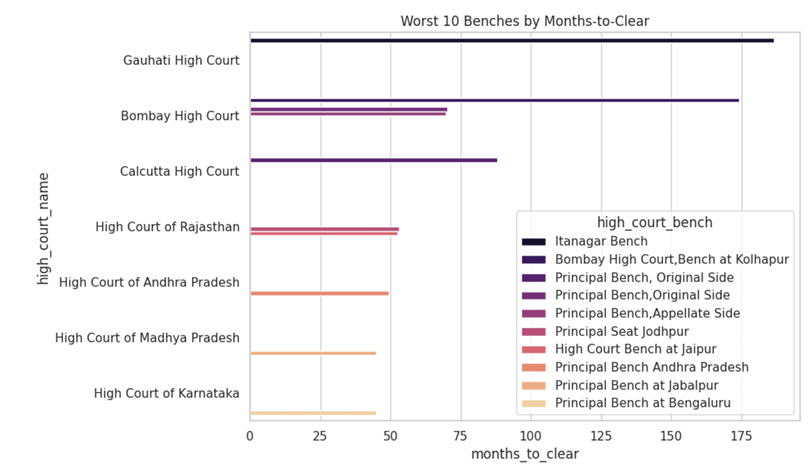 Worst 10 Benches by Months-to-Clear
high_court_name
Gauhati High Court
Bombay High Court
Calcutta High Court
High Court of Rajasthan
High Court of Andhra Pradesh
High Court of Madhya Pradesh
High Court of Karnataka
high_court_bench
Itanagar Bench
Bombay High Court,Bench at Kolhapur
Principal Bench, Original Side
Principal Bench,Original Side
Principal Bench,Appellate Side
Principal Seat Jodhpur
High Court Bench at Jaipur
Principal Bench Andhra Pradesh
Principal Bench at Jabalpur
Principal Bench at Bengaluru
0 25 50 75 100 125 150 175
months_to_clear